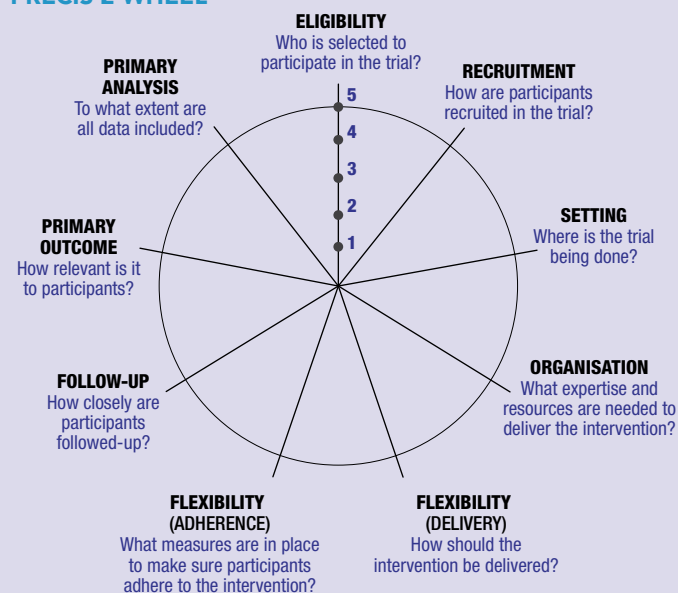 PRECIS 2 WHEEL
ELIGIBILITY
Who is selected to
participate in the trial?
RECRUITMENT
How are participants
recruited in the trial?
SETTING
Where is the trial
being done?
ORGANISATION
What expertise and
resources are needed to
deliver the intervention?
FLEXIBILITY
(DELIVERY)
How should the
intervention be delivered?
FLEXIBILITY
(ADHERENCE)
What measures are in place
to make sure participants
adhere to the intervention?
FOLLOW-UP
How closely are
participants
followed-up?
PRIMARY
OUTCOME
How relevant is it
to participants?
PRIMARY
ANALYSIS
To what extent are
all data included?
5
4
3
2
1